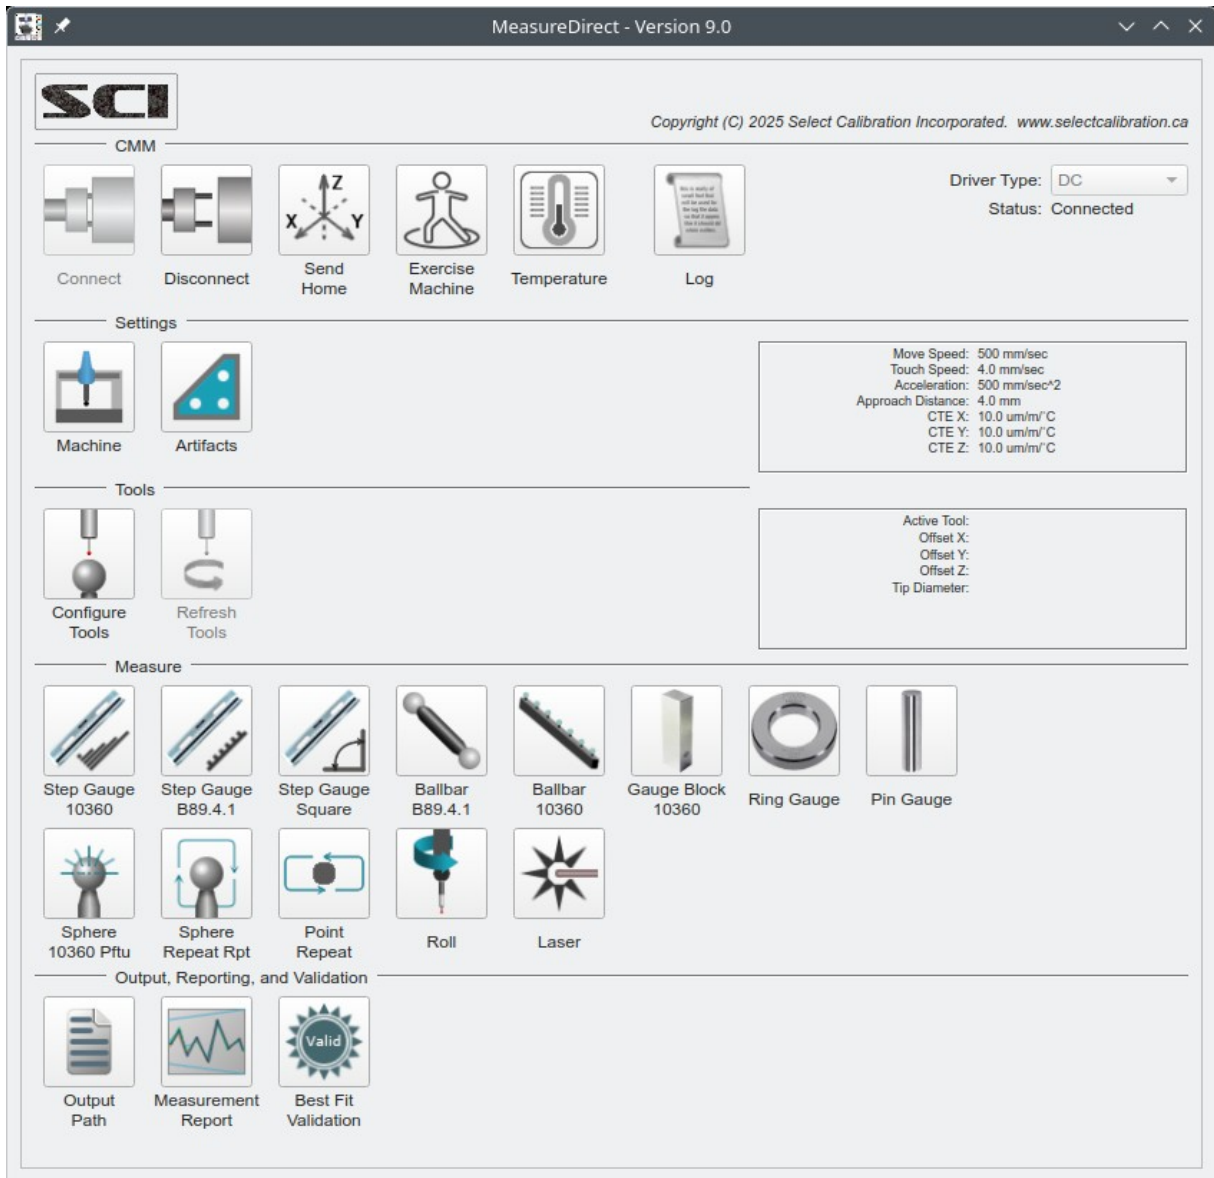 MeasureDirect - Version 9.0
SCI
Copyright (C) 2025 Select Calibration Incorporated. www.selectcalibration.ca
CMM
Connect
Disconnect
Send
Home
Exercise
Machine
Temperature
Log
Driver Type: DC
Status: Connected
Settings
Machine
Artifacts
Move Speed: 500 mm/sec
Touch Speed: 4.0 mm/sec
Acceleration: 500 mm/sec^2
Approach Distance: 4.0 mm
CTE X: 10.0 um/m/°C
CTE Y: 10.0 um/m/°C
CTE Z: 10.0 um/m/°C
Tools
Configure
Tools
Refresh
Tools
Active Tool:
Offset X:
Offset Y:
Offset Z:
Tip Diameter:
Measure
Step Gauge
10360
Step Gauge
B89.4.1
Step Gauge
Square
Ballbar
B89.4.1
Ballbar
10360
Gauge Block
10360
Ring Gauge
Pin Gauge
Sphere
10360 Pftu
Sphere
Repeat Rpt
Point
Repeat
Roll
Laser
Output, Reporting, and Validation
Output
Path
Measurement
Report
Valid
Best Fit
Validation
X
Y
Z